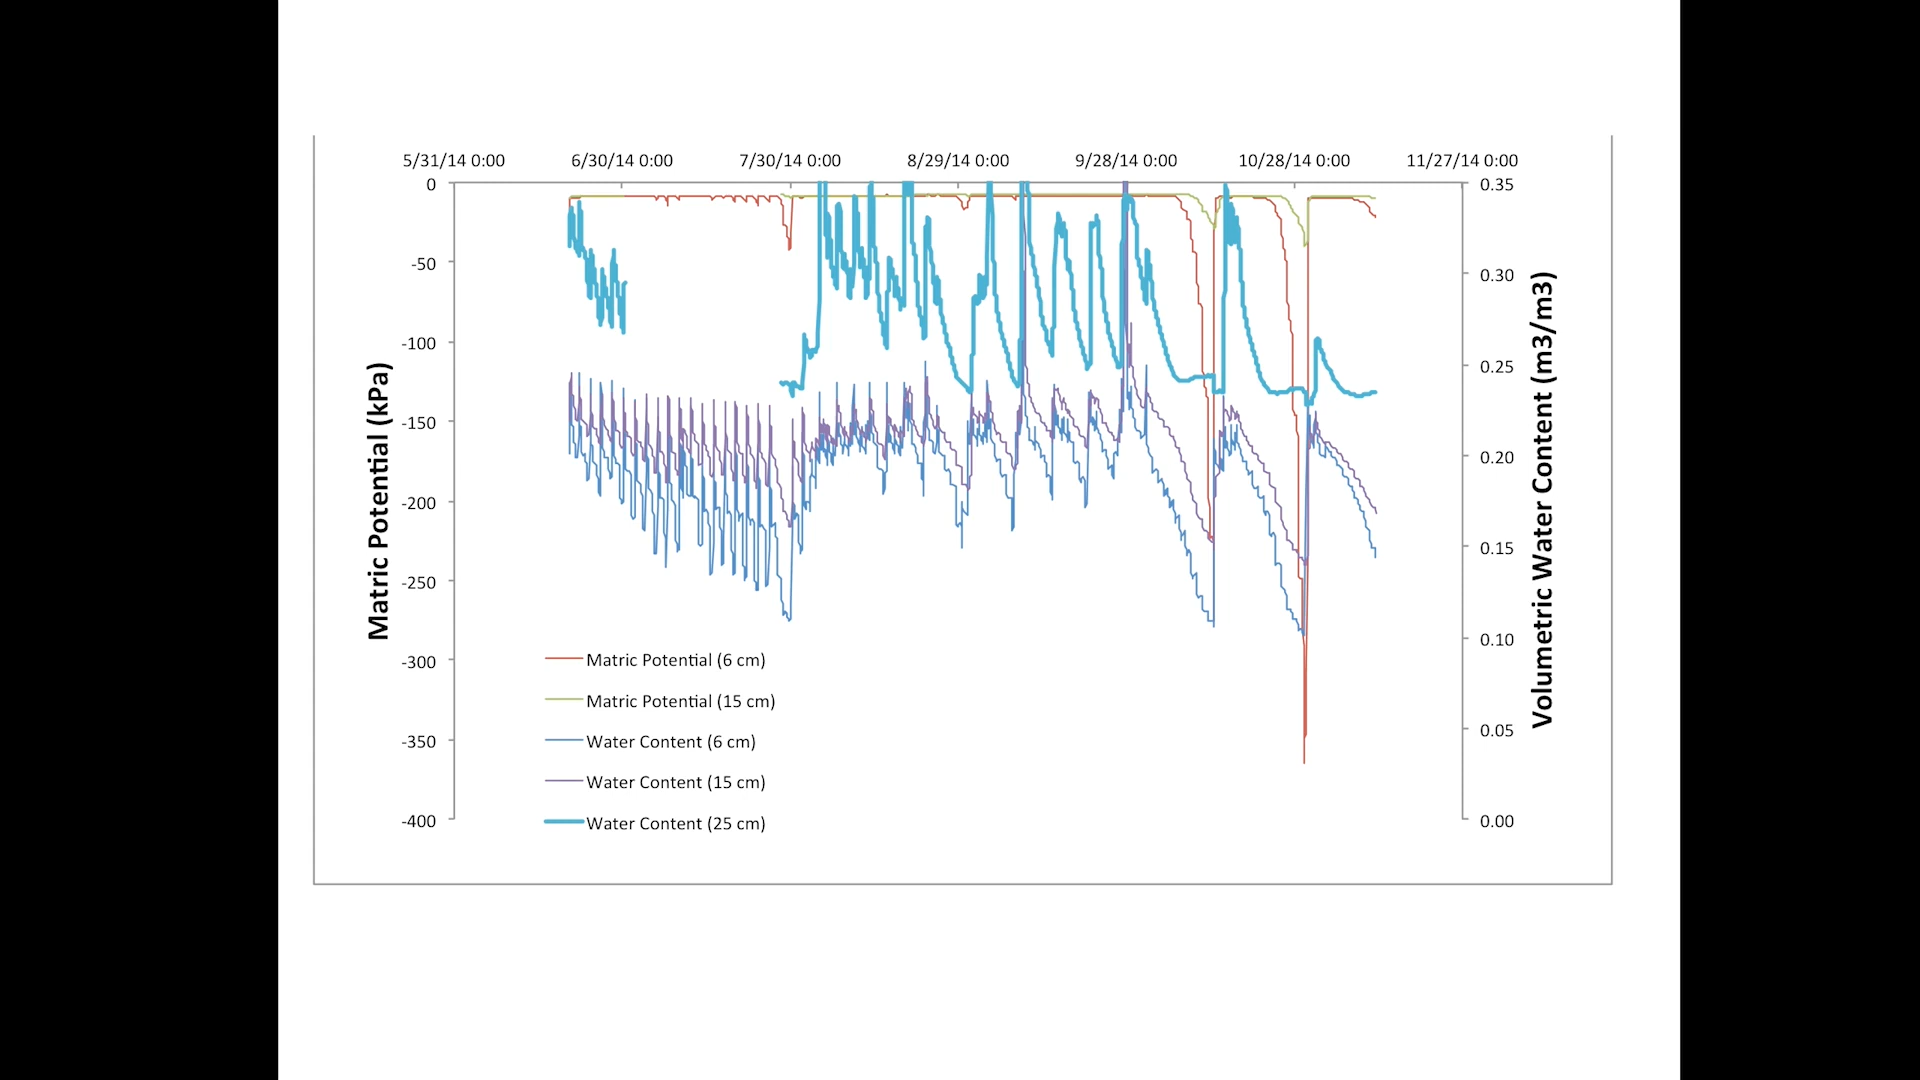 5/31/14 0:00 6/30/14 0:00 7/30/14 0:00 8/29/14 0:00 9/28/14 0:00 10/28/14 0:00 11/27/14 0:00
0
-50
-100
-150
-200
-250
-300
-350
-400
Matric Potential (kPa)
0.35
0.30
0.25
0.20
0.15
0.10
0.05
0.00
Volumetric Water Content (m3/m3)
Matric Potential (6 cm)
Matric Potential (15 cm)
Water Content (6 cm)
Water Content (15 cm)
Water Content (25 cm)